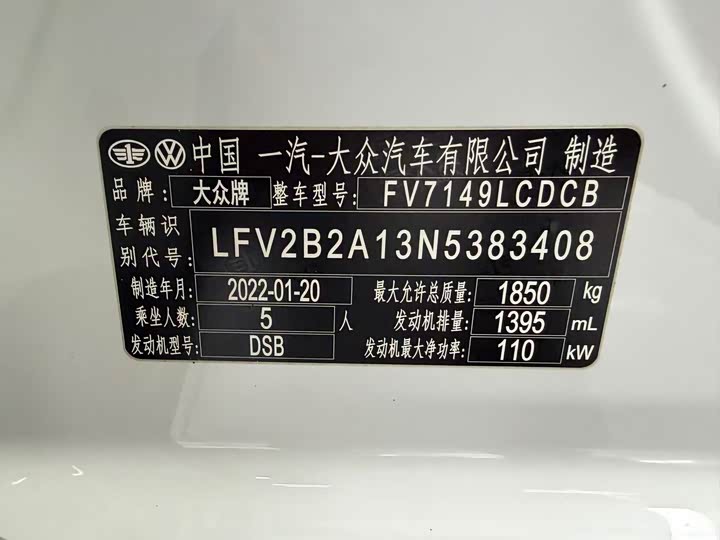 中国 一汽-大众汽车有限公司 制造
品牌: 大众牌 整车型号: FV7149LCDCB
车辆识别代号: LFV2B2A13N5383408
制造年月: 2022-01-20 最大允许总质量: 1850 kg
乘坐人数: 5 人 发动机排量: 1395 mL
发动机型号: DSB 发动机最大净功率: 110 kW